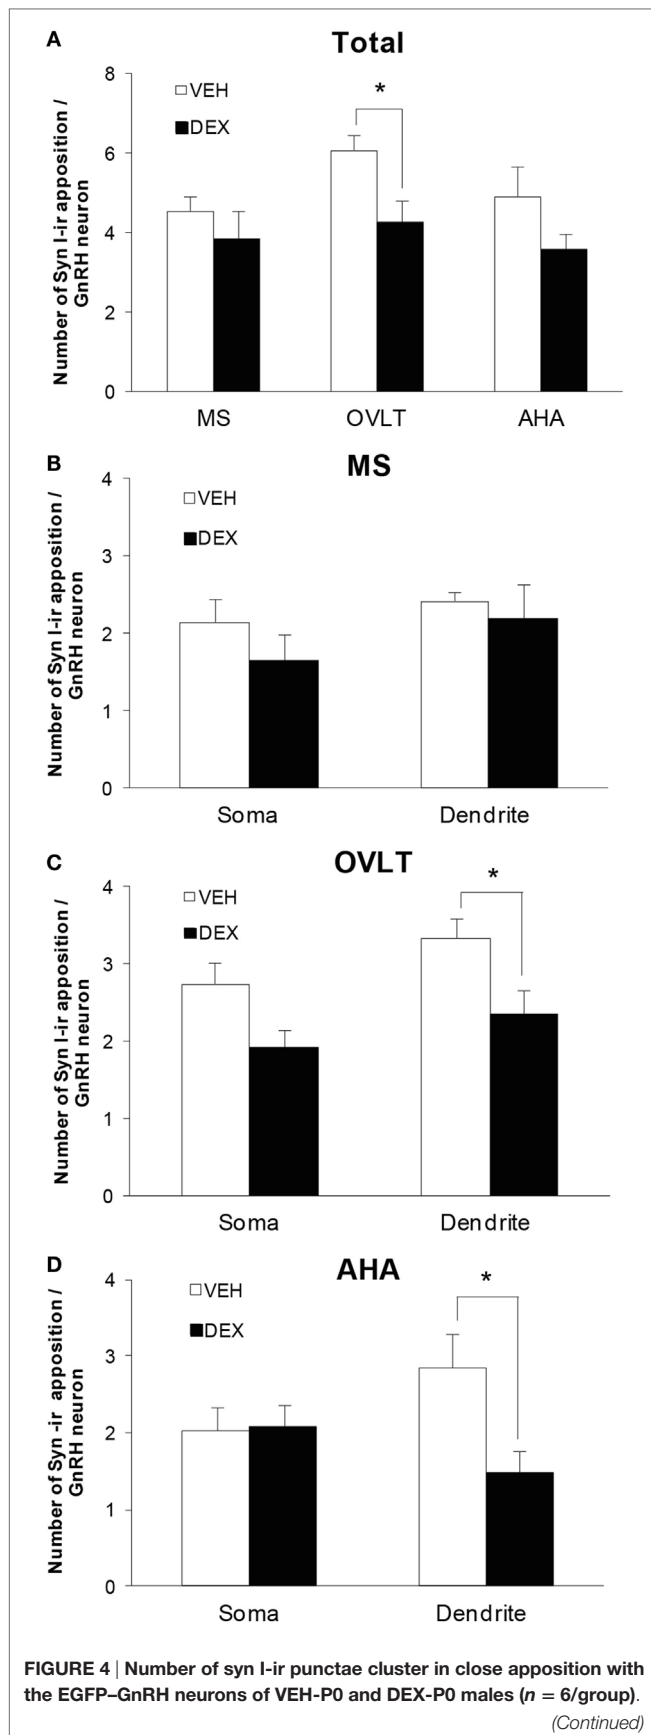 A
Total
8
6
4
2
0
VEH
DEX
*
Number of Syn I-ir apposition /
GnRH neuron
MS OVLT AHA
B
MS
4
3
2
1
0
VEH
DEX
Number of Syn I-ir apposition /
GnRH neuron
Soma Dendrite
C
OVLT
4
3
2
1
0
VEH
DEX
*
Number of Syn I-ir apposition /
GnRH neuron
Soma Dendrite
D
AHA
4
3
2
1
0
VEH
DEX
*
Number of Syn -ir apposition /
GnRH neuron
Soma Dendrite
FIGURE 4 | Number of syn I-ir punctae cluster in close apposition with
the EGFP–GnRH neurons of VEH-P0 and DEX-P0 males (n = 6/group).
(Continued)